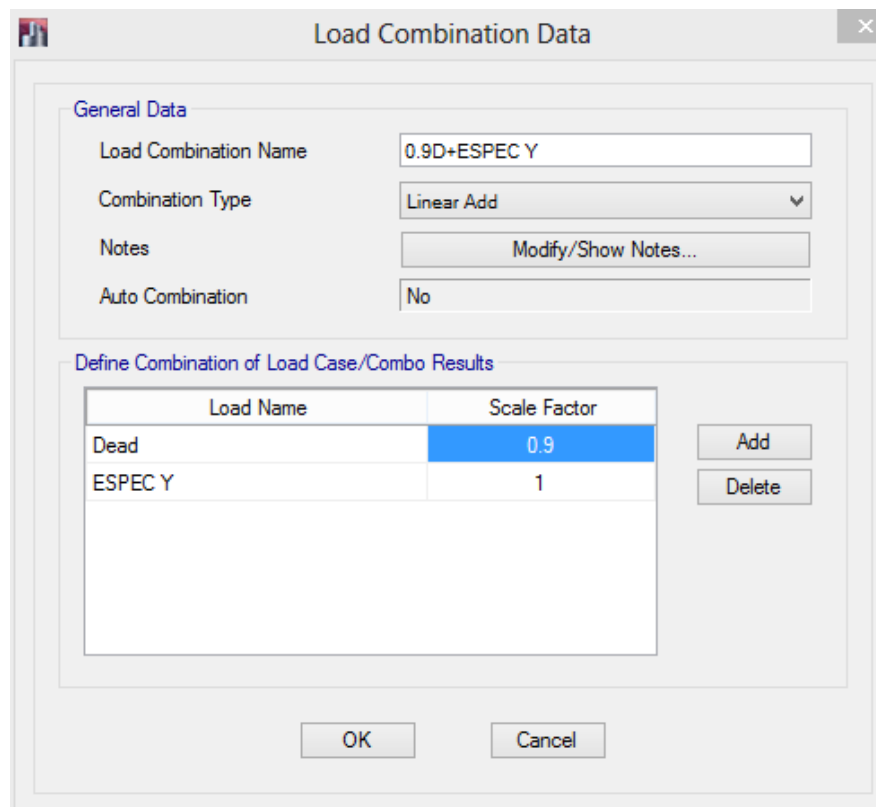 Load Combination Data
General Data
Load Combination Name 0.9D+ESPEC Y
Combination Type Linear Add
Notes Modify/Show Notes...
Auto Combination No
Define Combination of Load Case/Combo Results
Load Name Scale Factor
Dead 0.9 Add
ESPEC Y 1 Delete
OK Cancel